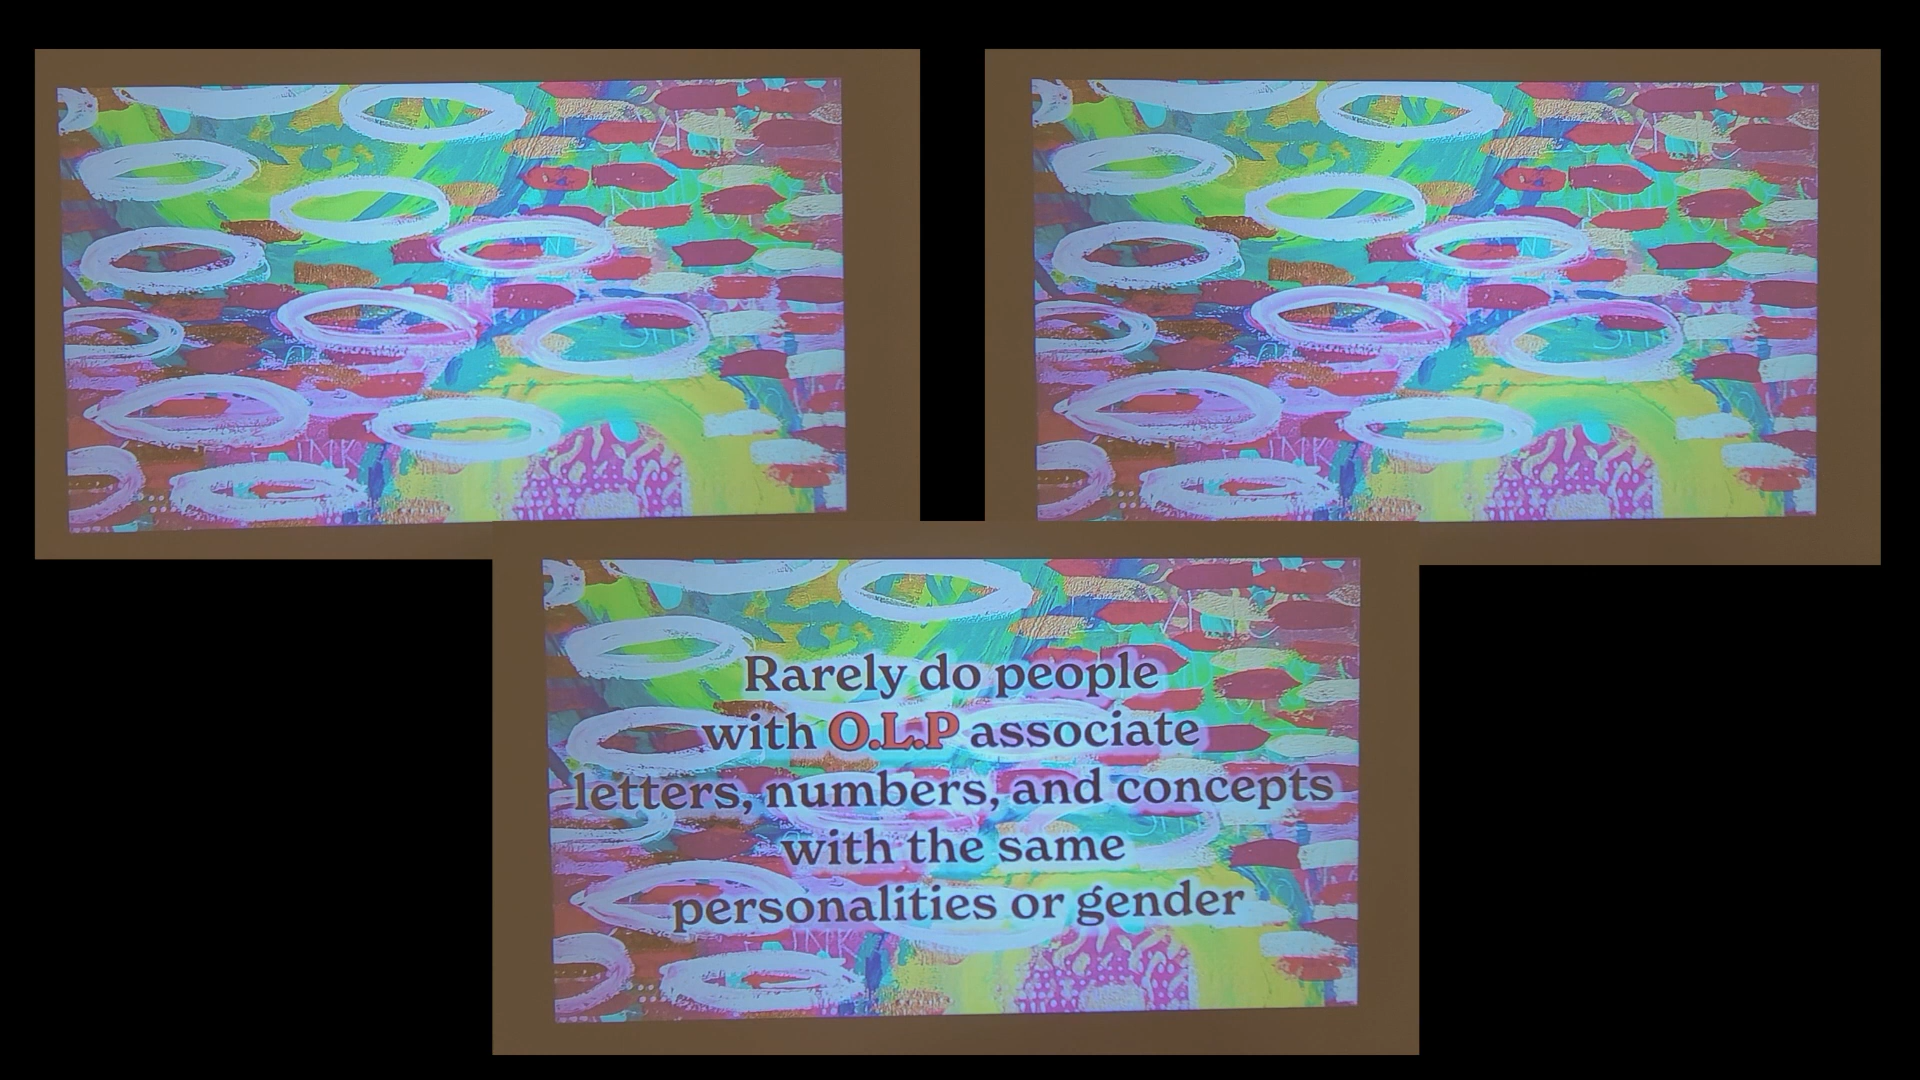 Rarely do people
with O.L.P associate
letters, numbers, and concepts
with the same
personalities or gender